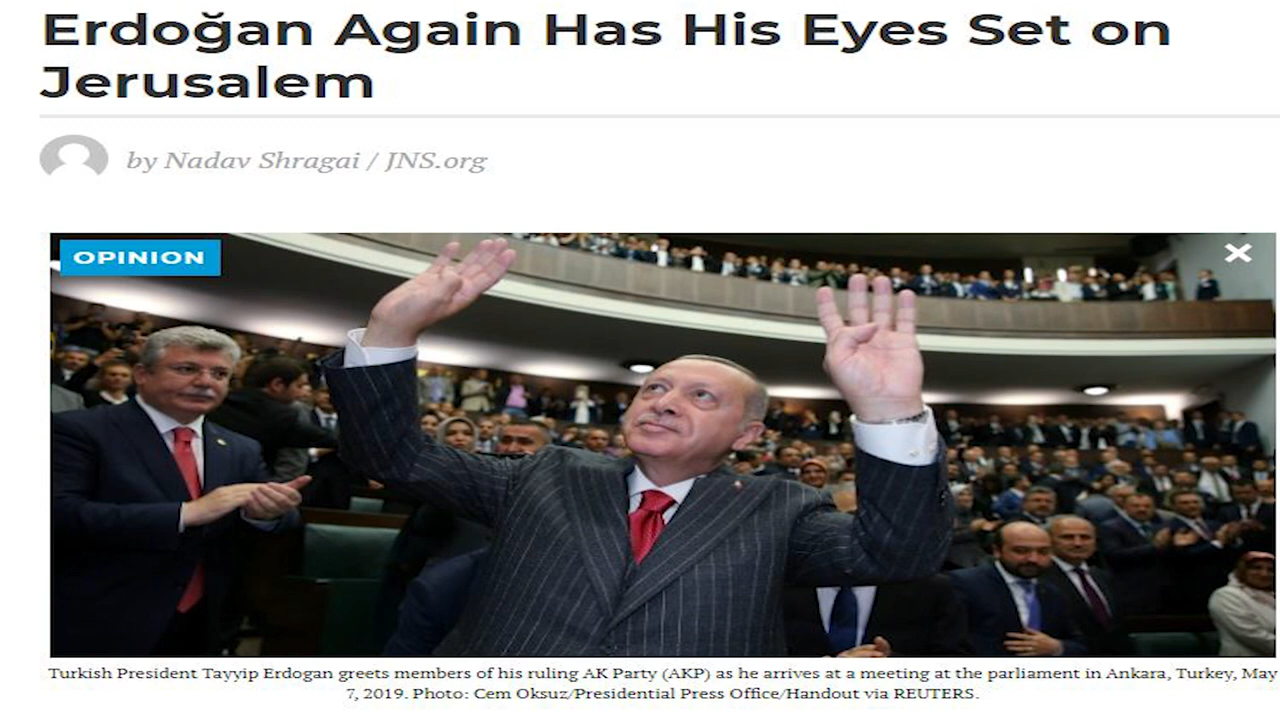 Erdoğan Again Has His Eyes Set on
Jerusalem
by Nadav Shragai / JNS.org
OPINION
Turkish President Tayyip Erdogan greets members of his ruling AK Party (AKP) as he arrives at a meeting at the parliament in Ankara, Turkey, May
7, 2019. Photo: Cem Oksuz/Presidential Press Office/Handout via REUTERS.